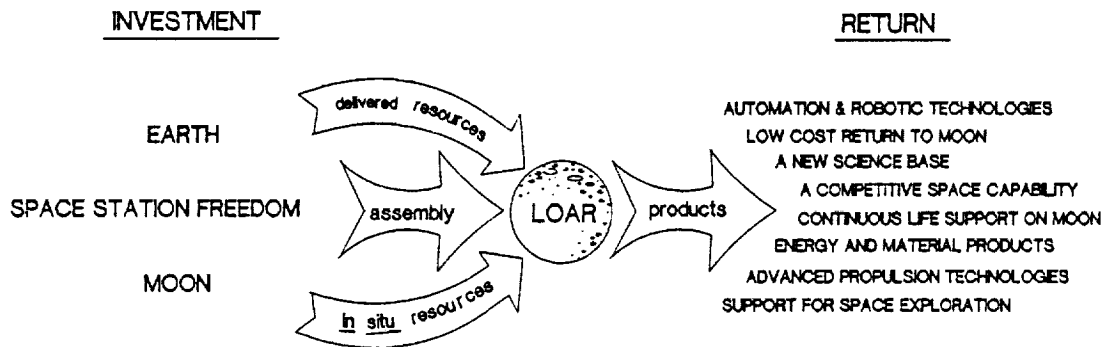 INVESTMENT
RETURN
delivered resources
EARTH
SPACE STATION FREEDOM
assembly
MOON
In situ resources
LOAR
products
AUTOMATION & ROBOTIC TECHNOLOGIES
LOW COST RETURN TO MOON
A NEW SCIENCE BASE
A COMPETITIVE SPACE CAPABILITY
CONTINUOUS LIFE SUPPORT ON MOON
ENERGY AND MATERIAL PRODUCTS
ADVANCED PROPULSION TECHNOLOGIES
SUPPORT FOR SPACE EXPLORATION